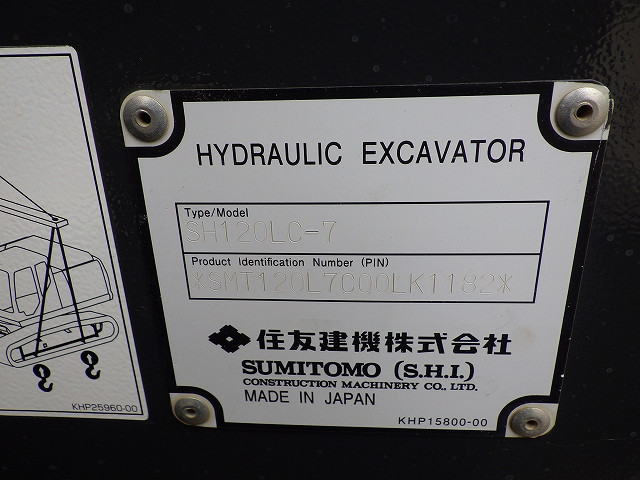 HYDRAULIC EXCAVATOR
Type/Model
SH120LC-7
Product Identification Number (PIN)
*SMT120L7C00LK1182*
住友建機株式会社
SUMITOMO (S.H.I.)
CONSTRUCTION MACHINERY CO., LTD.
MADE IN JAPAN
KHP15800-00
KHP25960-00